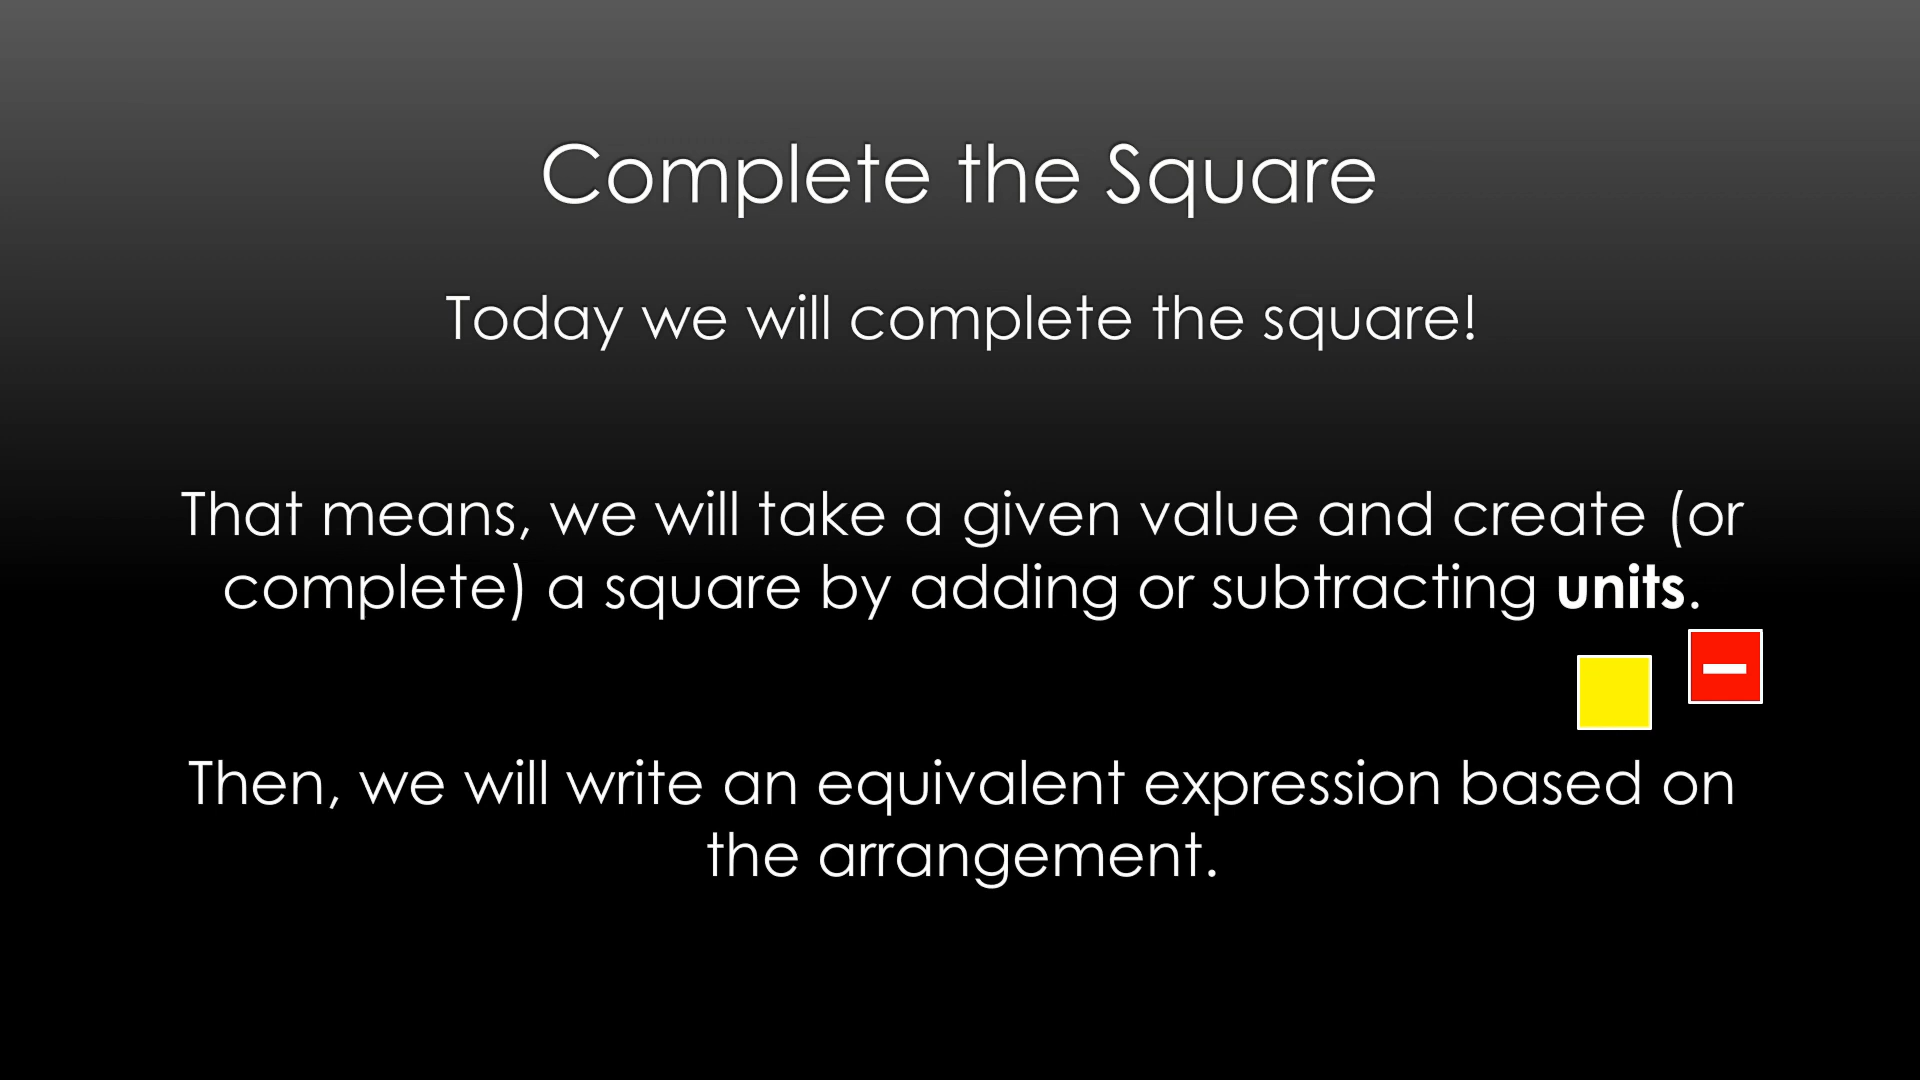 Complete the Square
Today we will complete the square!
That means, we will take a given value and create (or
complete) a square by adding or subtracting units.
Then, we will write an equivalent expression based on
the arrangement.